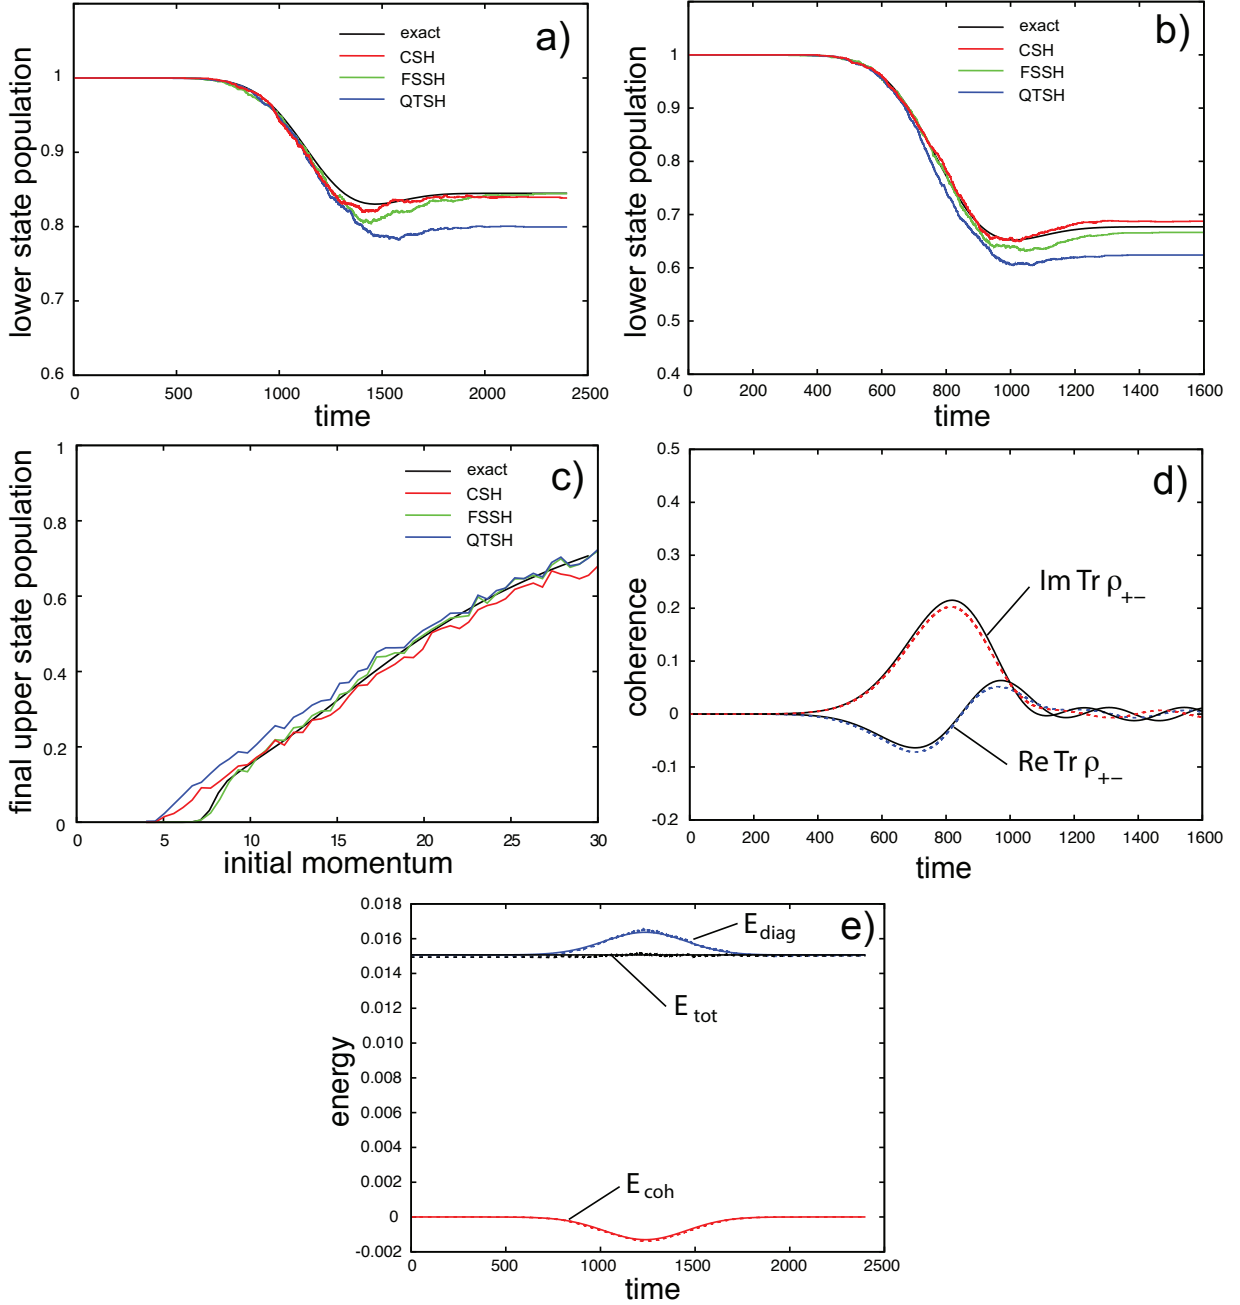 a)
exact
CSH
FSSH
QTSH
1
0.9
0.8
0.7
0.6
0
500
1000
1500
2000
2500
lower state population
time
b)
exact
CSH
FSSH
QTSH
1
0.9
0.8
0.7
0.6
0.5
0.4
0
200
400
600
800
1000
1200
1400
1600
lower state population
time
c)
exact
CSH
FSSH
QTSH
1
0.8
0.6
0.4
0.2
0
0
5
10
15
20
25
30
final upper state population
initial momentum
d)
0.5
0.4
0.3
0.2
0.1
0
-0.1
-0.2
0
200
400
600
800
1000
1200
1400
1600
Im Tr ρ+−
Re Tr ρ+−
coherence
time
e)
0.018
0.016
0.014
0.012
0.010
0.008
0.006
0.004
0.002
0
-0.002
0
500
1000
1500
2000
2500
E diag
E tot
E coh
energy
time